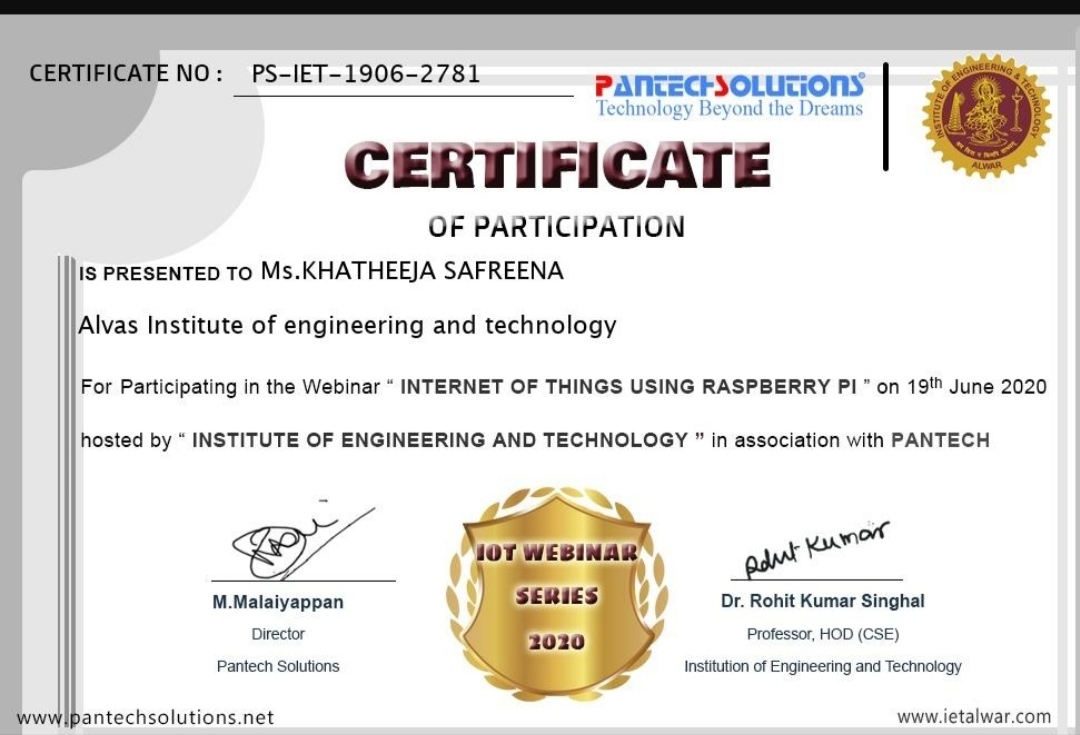 CERTIFICATE NO : PS-IET-1906-2781
PANTECHSOLUTIONS®
Technology Beyond the Dreams
INSTITUTE OF ENGINEERING & TECHNOLOGY
ALWAR
CERTIFICATE
OF PARTICIPATION
IS PRESENTED TO Ms.KHATHEEJA SAFREENA
Alvas Institute of engineering and technology
For Participating in the Webinar “ INTERNET OF THINGS USING RASPBERRY PI ” on 19th June 2020
hosted by “ INSTITUTE OF ENGINEERING AND TECHNOLOGY ” in association with PANTECH
IOT WEBINAR
SERIES
2020
Rohit Kumar
M.Malaiyappan
Director
Pantech Solutions
Dr. Rohit Kumar Singhal
Professor, HOD (CSE)
Institution of Engineering and Technology
www.pantechsolutions.net
www.ietalwar.com